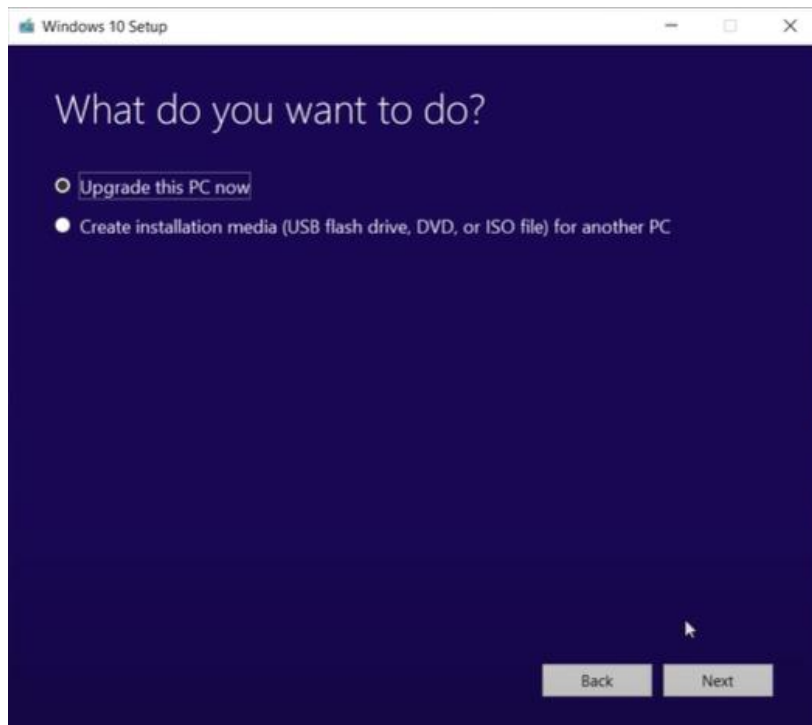 Windows 10 Setup
What do you want to do?
Upgrade this PC now
Create installation media (USB flash drive, DVD, or ISO file) for another PC
Back
Next